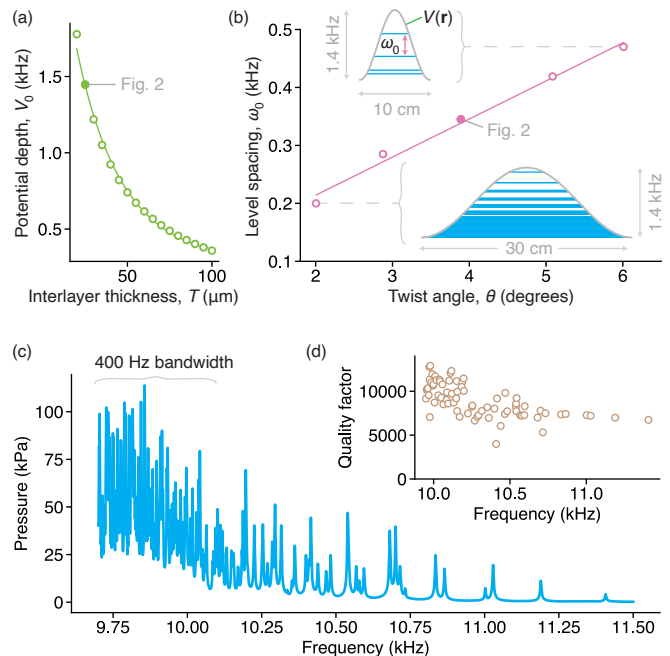 (a)
Potential depth, V₀ (kHz)
1.5
1.0
0.5
Fig. 2
50
100
Interlayer thickness, T (μm)
(b)
Level spacing, ω₀ (kHz)
0.5
0.4
0.3
0.2
0.1
1.4 kHz
V(r)
ω₀
10 cm
Fig. 2
1.4 kHz
30 cm
2
3
4
5
6
Twist angle, θ (degrees)
(c)
400 Hz bandwidth
Pressure (kPa)
100
75
50
25
0
9.75
10.00
10.25
10.50
10.75
11.00
11.25
11.50
Frequency (kHz)
(d)
Quality factor
10000
5000
0
10.0
10.5
11.0
Frequency (kHz)